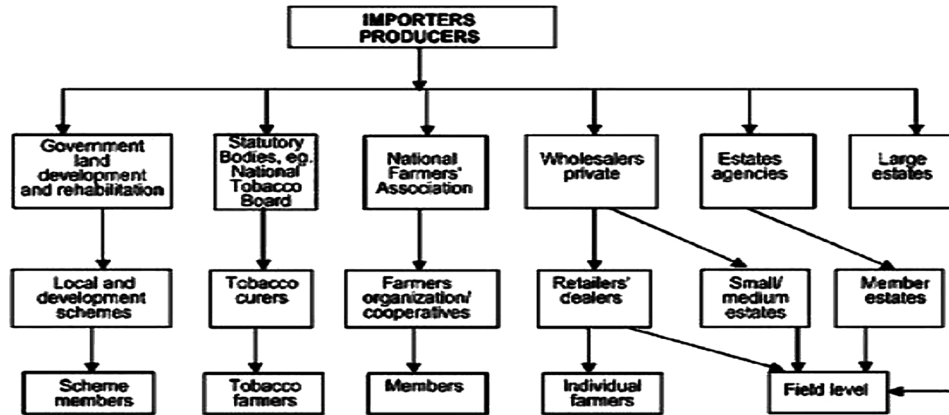 IMPORTERS
PRODUCERS
Government
land
development
and rehabilitation
Statutory
Bodies, eg.
National
Tobacco
Board
National
Farmers'
Association
Wholesalers
private
Estates
agencies
Large
estates
Local and
development
schemes
Tobacco
curers
Farmers
organization/
cooperatives
Retailers'
dealers
Small/
medium
estates
Member
estates
Scheme
members
Tobacco
farmers
Members
Individual
farmers
Field level